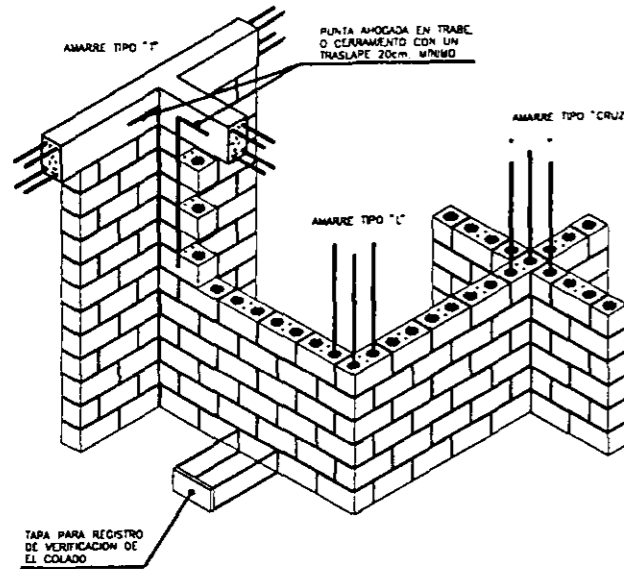 AMARRE TIPO "T"
PUNTA AHOGADA EN TRABE,
O CERRAMIENTO CON UN
TRASLAPE 20cm. MINIMO
AMARRE TIPO "CRUZ"
AMARRE TIPO "L"
TAPA PARA REGISTRO
DE VERIFICACION DE
EL COLADO